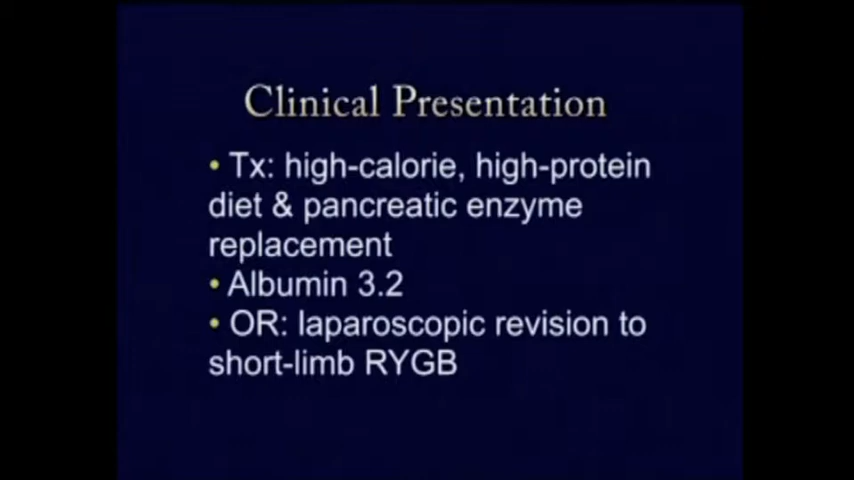 Clinical Presentation
• Tx: high-calorie, high-protein
diet & pancreatic enzyme
replacement
• Albumin 3.2
• OR: laparoscopic revision to
short-limb RYGB